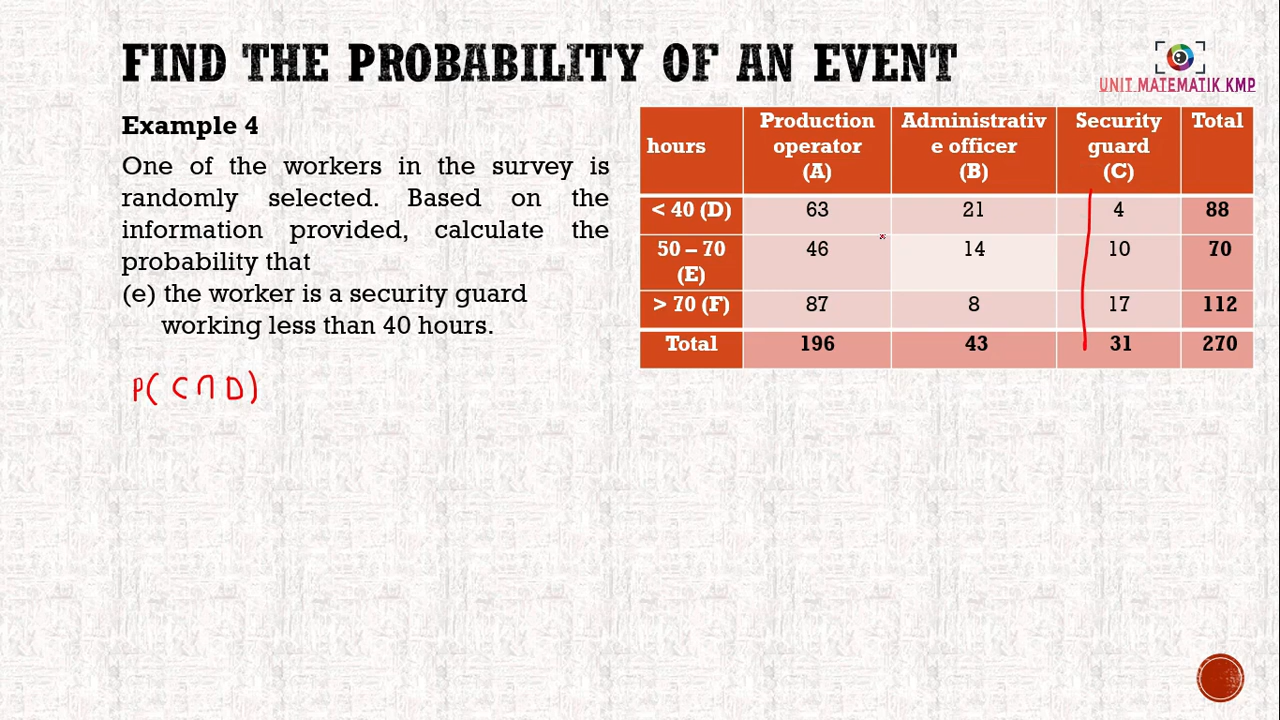 FIND THE PROBABILITY OF AN EVENT
UNIT MATEMATIK KMP
Example 4
One of the workers in the survey is
randomly selected. Based on the
information provided, calculate the
probability that
(e) the worker is a security guard
working less than 40 hours.
P( C ∩ D)
hours Production operator (A) Administrativ e officer (B) Security guard (C) Total
< 40 (D) 63 21 4 88
50 – 70 (E) 46 14 10 70
> 70 (F) 87 8 17 112
Total 196 43 31 270